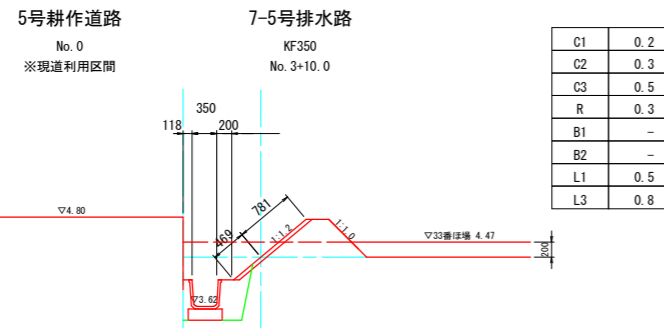 5号耕作道路
No. 0
※現道利用区間
7-5号排水路
KF350
No. 3+10.0
C1 0.2
C2 0.3
C3 0.5
R 0.3
B1 -
B2 -
L1 0.5
L3 0.8
350
118 200
781
469
1:1.2
1:1.0
▽4.80
▽33番ほ場 4.47
200
▽3.62